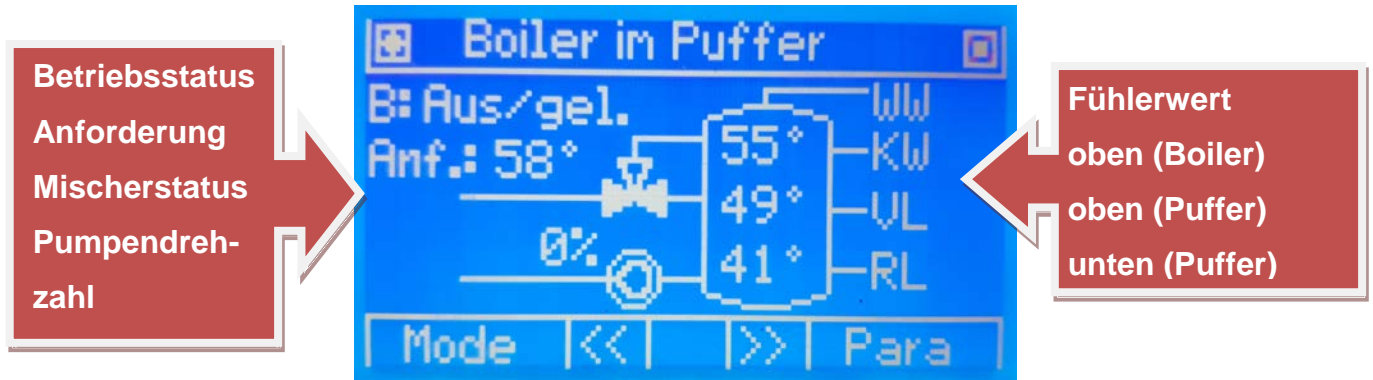 Betriebsstatus
Anforderung
Mischerstatus
Pumpendreh-
zahl
Boiler im Puffer
B: Aus/gel.
Anf.: 58°
0%
55°
49°
41°
WW
KW
VL
RL
Mode << >> Para
Fühlerwert
oben (Boiler)
oben (Puffer)
unten (Puffer)